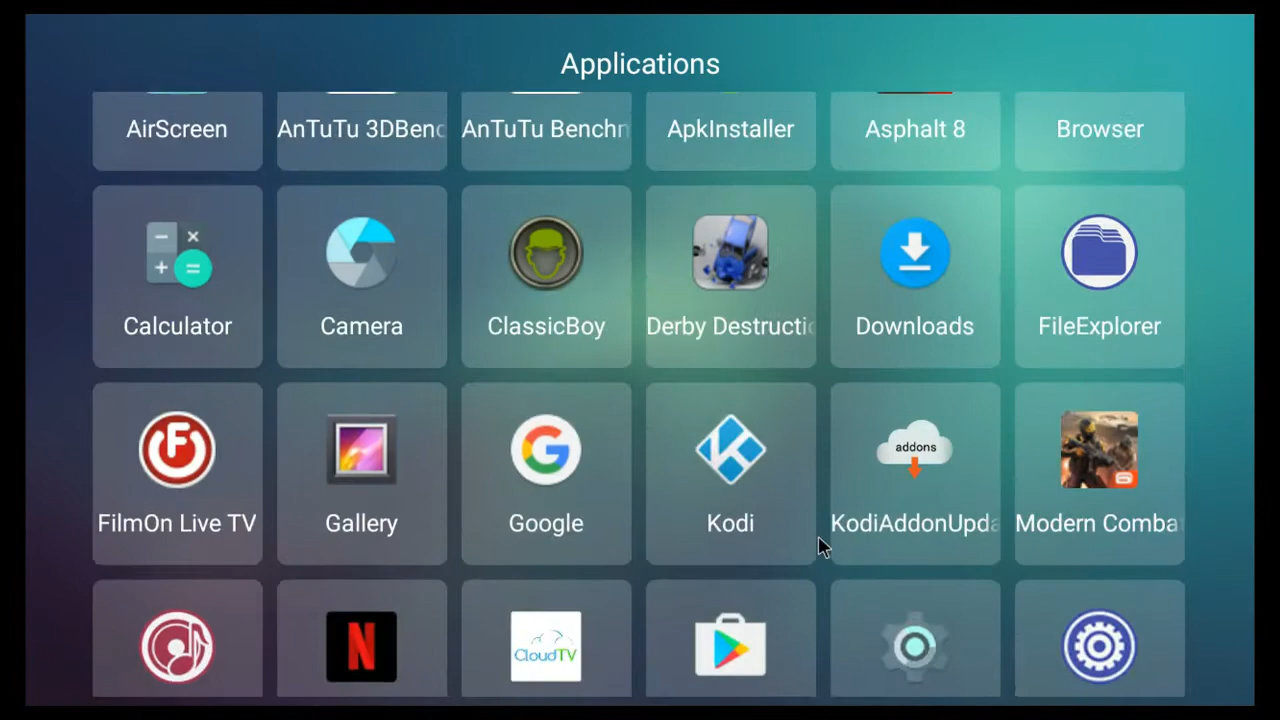 Applications
AirScreen
AnTuTu 3DBenc
AnTuTu Benchn
ApkInstaller
Asphalt 8
Browser
Calculator
Camera
ClassicBoy
Derby Destructi
Downloads
FileExplorer
addons
FilmOn Live TV
Gallery
Google
Kodi
KodiAddonUpda
Modern Comba
CloudTV